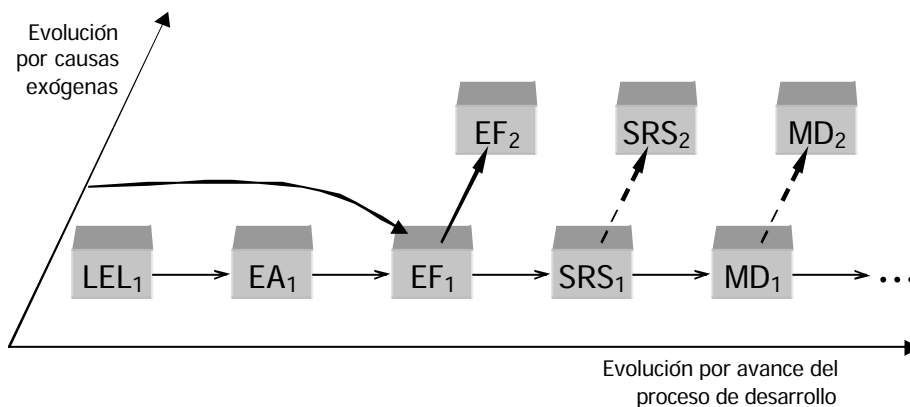 Evolución
por causas
exógenas
EF₂
SRS₂
MD₂
LEL₁
EA₁
EF₁
SRS₁
MD₁
...
Evolución por avance del
proceso de desarrollo